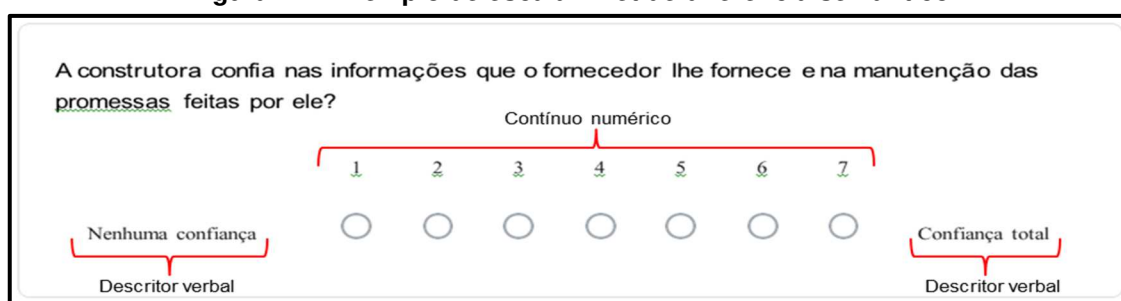 A construtora confia nas informações que o fornecedor lhe fornece e na manutenção das
promessas feitas por ele?
Contínuo numérico
1 2 3 4 5 6 7
Nenhuma confiança Confiança total
Descritor verbal Descritor verbal